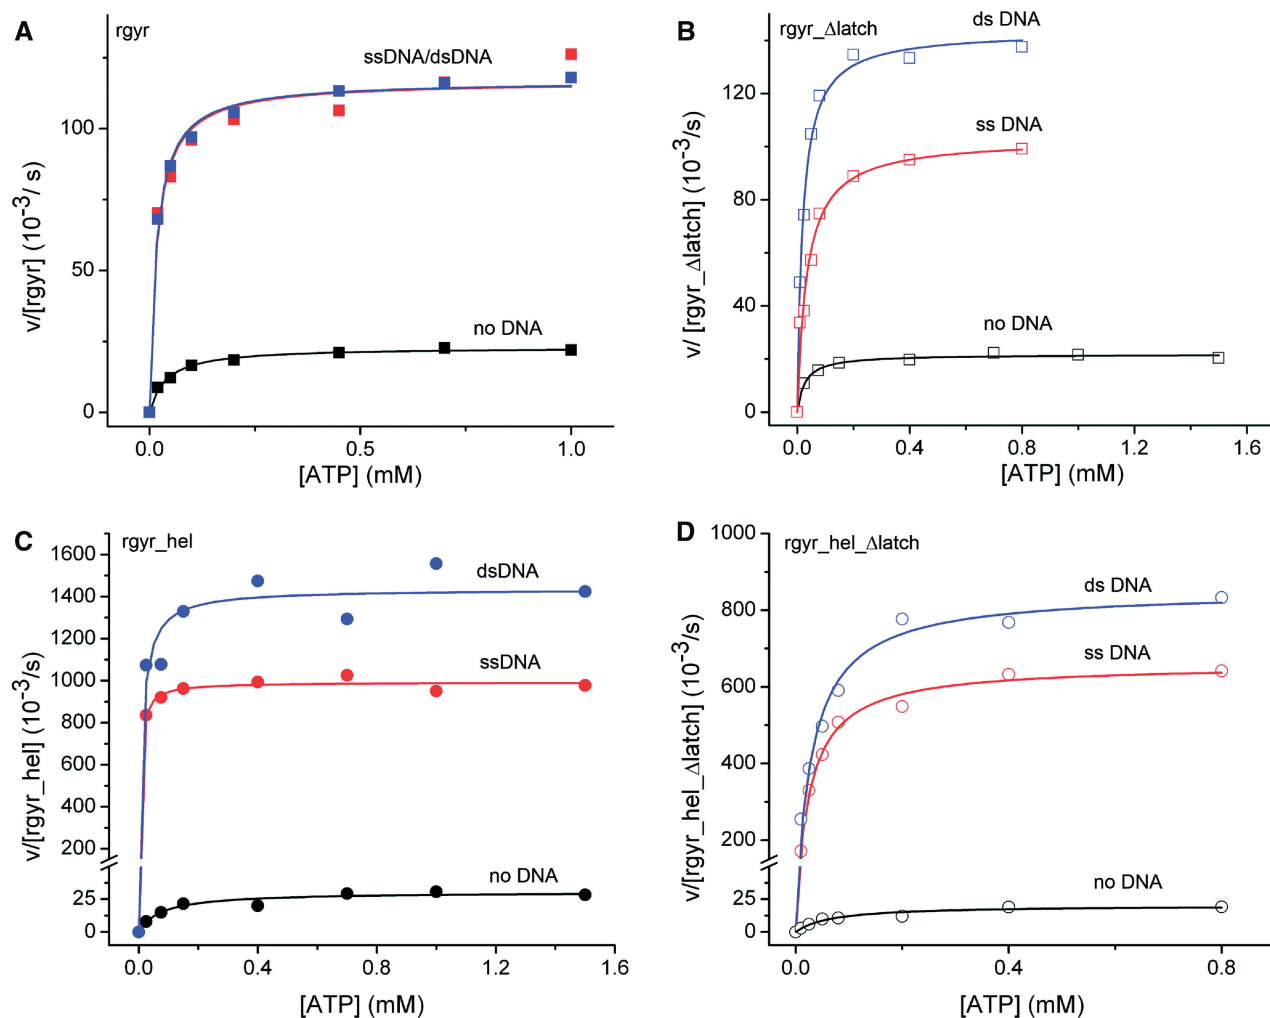 A
rgyr
ssDNA/dsDNA
no DNA
v/[rgyr] (10⁻³/ s)
100
50
0
0.0
0.5
1.0
[ATP] (mM)
B
rgyr_Δlatch
ds DNA
ss DNA
no DNA
v/ [rgyr_Δlatch] (10⁻³/s)
120
80
40
0
0.0
0.4
0.8
1.2
1.6
[ATP] (mM)
C
rgyr_hel
dsDNA
ssDNA
no DNA
v/[rgyr_hel] (10⁻³/s)
1600
1400
1200
1000
800
600
400
200
25
0
0.0
0.4
0.8
1.2
1.6
[ATP] (mM)
D
rgyr_hel_Δlatch
ds DNA
ss DNA
no DNA
v/[rgyr_hel_Δlatch] (10⁻³/s)
1000
800
600
400
200
25
0
0.0
0.4
0.8
[ATP] (mM)